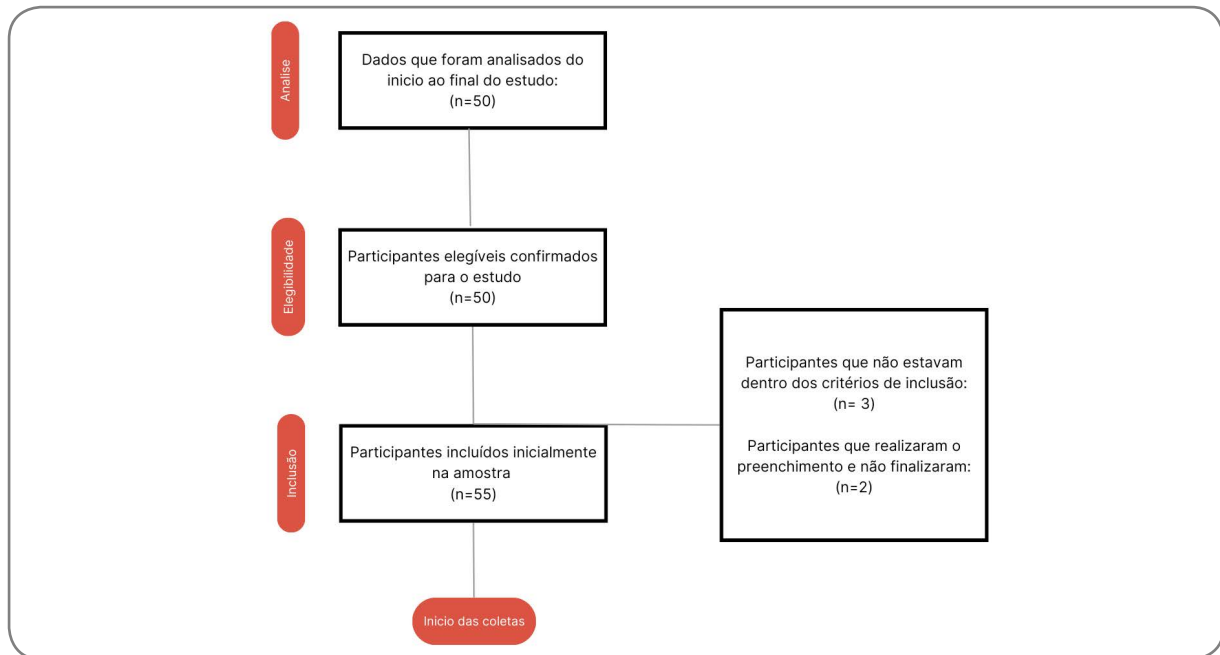 Analise
Dados que foram analisados do
inicio ao final do estudo:
(n=50)
Elegibilidade
Participantes elegíveis confirmados
para o estudo
(n=50)
Participantes que não estavam
dentro dos critérios de inclusão:
(n= 3)
Participantes que realizaram o
preenchimento e não finalizaram:
(n=2)
Inclusão
Participantes incluídos inicialmente
na amostra
(n=55)
Inicio das coletas